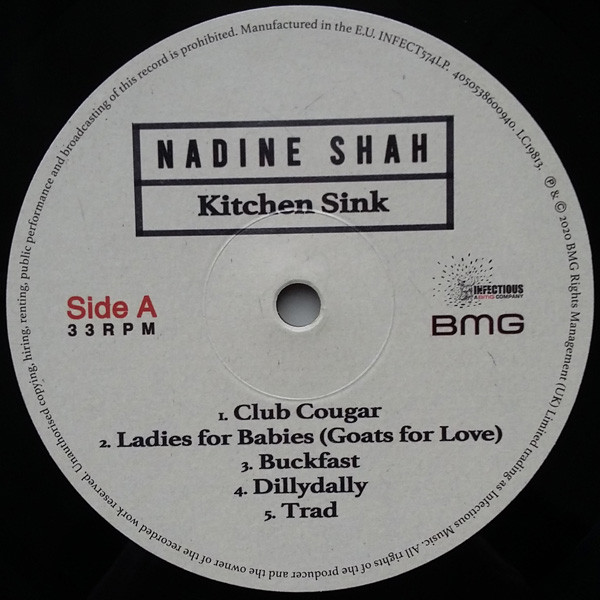 NADINE SHAH
Kitchen Sink
Side A
33RPM
INFECTIOUS
A BMG COMPANY
BMG
1. Club Cougar
2. Ladies for Babies (Goats for Love)
3. Buckfast
4. Dillydally
5. Trad
Unauthorised copying, hiring, renting, public performance and broadcasting of this record is prohibited. Manufactured in the E.U. INFECT574LP. 4050538600940. LC19813.
℗ & © 2020 BMG Rights Management (UK) Limited trading as Infectious Music. All rights of the producer and the owner of the recorded work reserved.